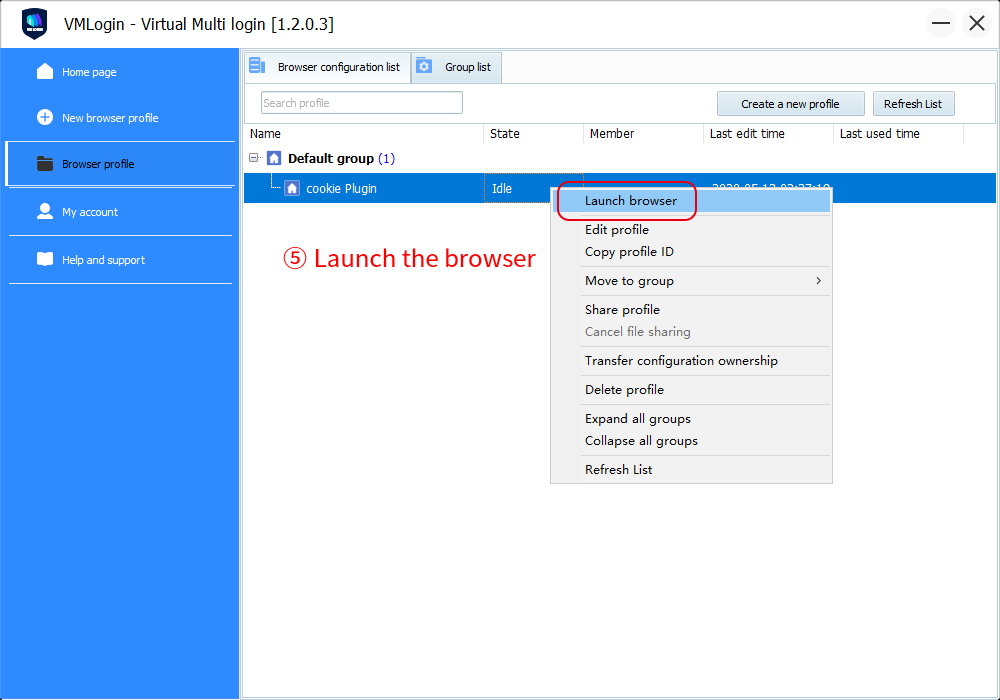 VMLogin - Virtual Multi login [1.2.0.3]
VM LOGIN
Home page
New browser profile
Browser profile
My account
Help and support
Browser configuration list
Group list
Search profile
Create a new profile
Refresh List
Name State Member Last edit time Last used time
Default group (1)
cookie Plugin Idle
Launch browser
Edit profile
Copy profile ID
Move to group
Share profile
Cancel file sharing
Transfer configuration ownership
Delete profile
Expand all groups
Collapse all groups
Refresh List
⑤ Launch the browser